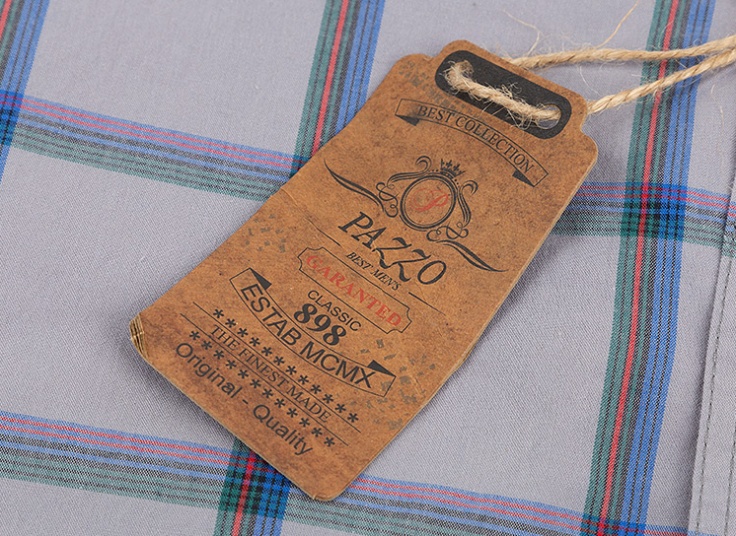 BEST COLLECTION
P
PAZZO
BEST MEN'S
GARANTED
CLASSIC
898
ESTAB MCMX
************
THE FINEST MADE
************
Original - Quality